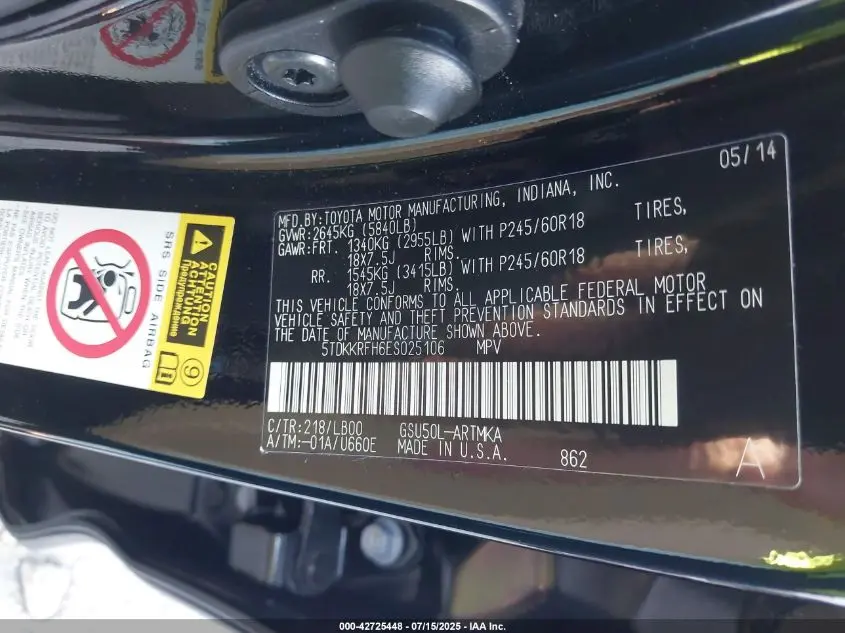 05/14
MFD.BY:TOYOTA MOTOR MANUFACTURING, INDIANA, INC.
GVWR:2645KG (5840LB)
GAWR:FRT. 1340KG (2955LB) WITH P245/60R18 TIRES,
18X7.5J RIMS.
RR. 1545KG (3415LB) WITH P245/60R18 TIRES,
18X7.5J RIMS.
THIS VEHICLE CONFORMS TO ALL APPLICABLE FEDERAL MOTOR
VEHICLE SAFETY AND THEFT PREVENTION STANDARDS IN EFFECT ON
THE DATE OF MANUFACTURE SHOWN ABOVE.
5TDKKRFH6ES025106 MPV
C/TR:218/LB00 GSU50L-ARTMKA
A/TM:-01A/U660E MADE IN U.S.A. 862
A
CAUTION
ATTENTION
ACHTUNG
Предупреждение
SRS SIDE AIRBAG
9
000-42725448 - 07/15/2025 - IAA Inc.